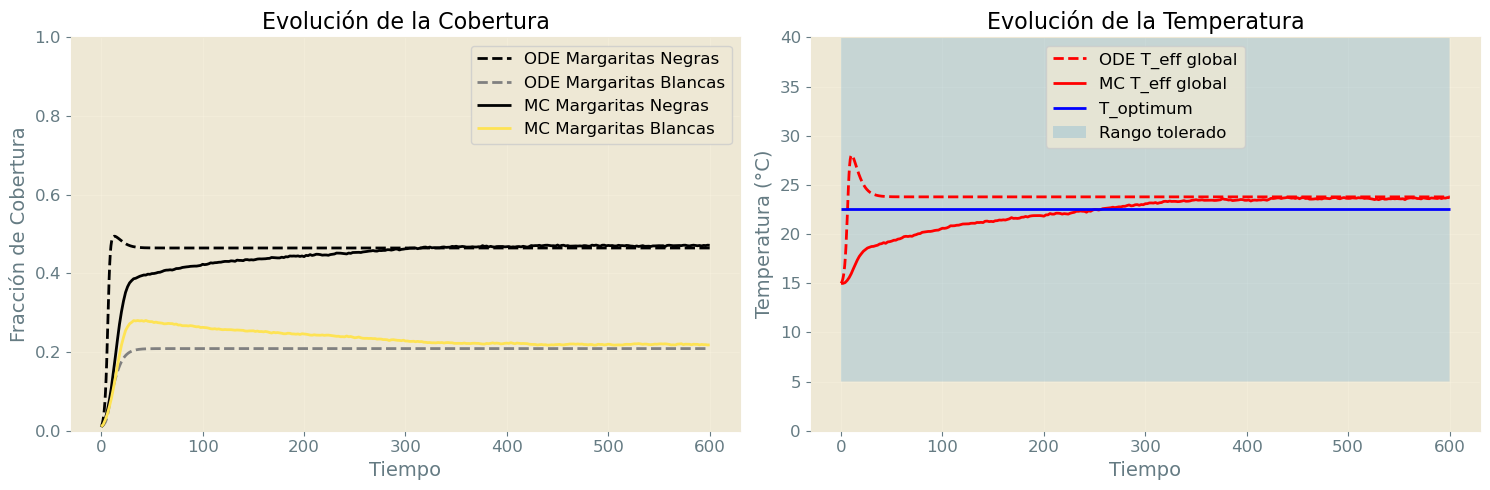 Evolución de la Cobertura
1.0
0.8
0.6
0.4
0.2
0.0
Fracción de Cobertura
0
100
200
300
400
500
600
Tiempo
ODE Margaritas Negras
ODE Margaritas Blancas
MC Margaritas Negras
MC Margaritas Blancas
Evolución de la Temperatura
40
35
30
25
20
15
10
5
0
Temperatura (°C)
0
100
200
300
400
500
600
Tiempo
ODE T_eff global
MC T_eff global
T_optimum
Rango tolerado